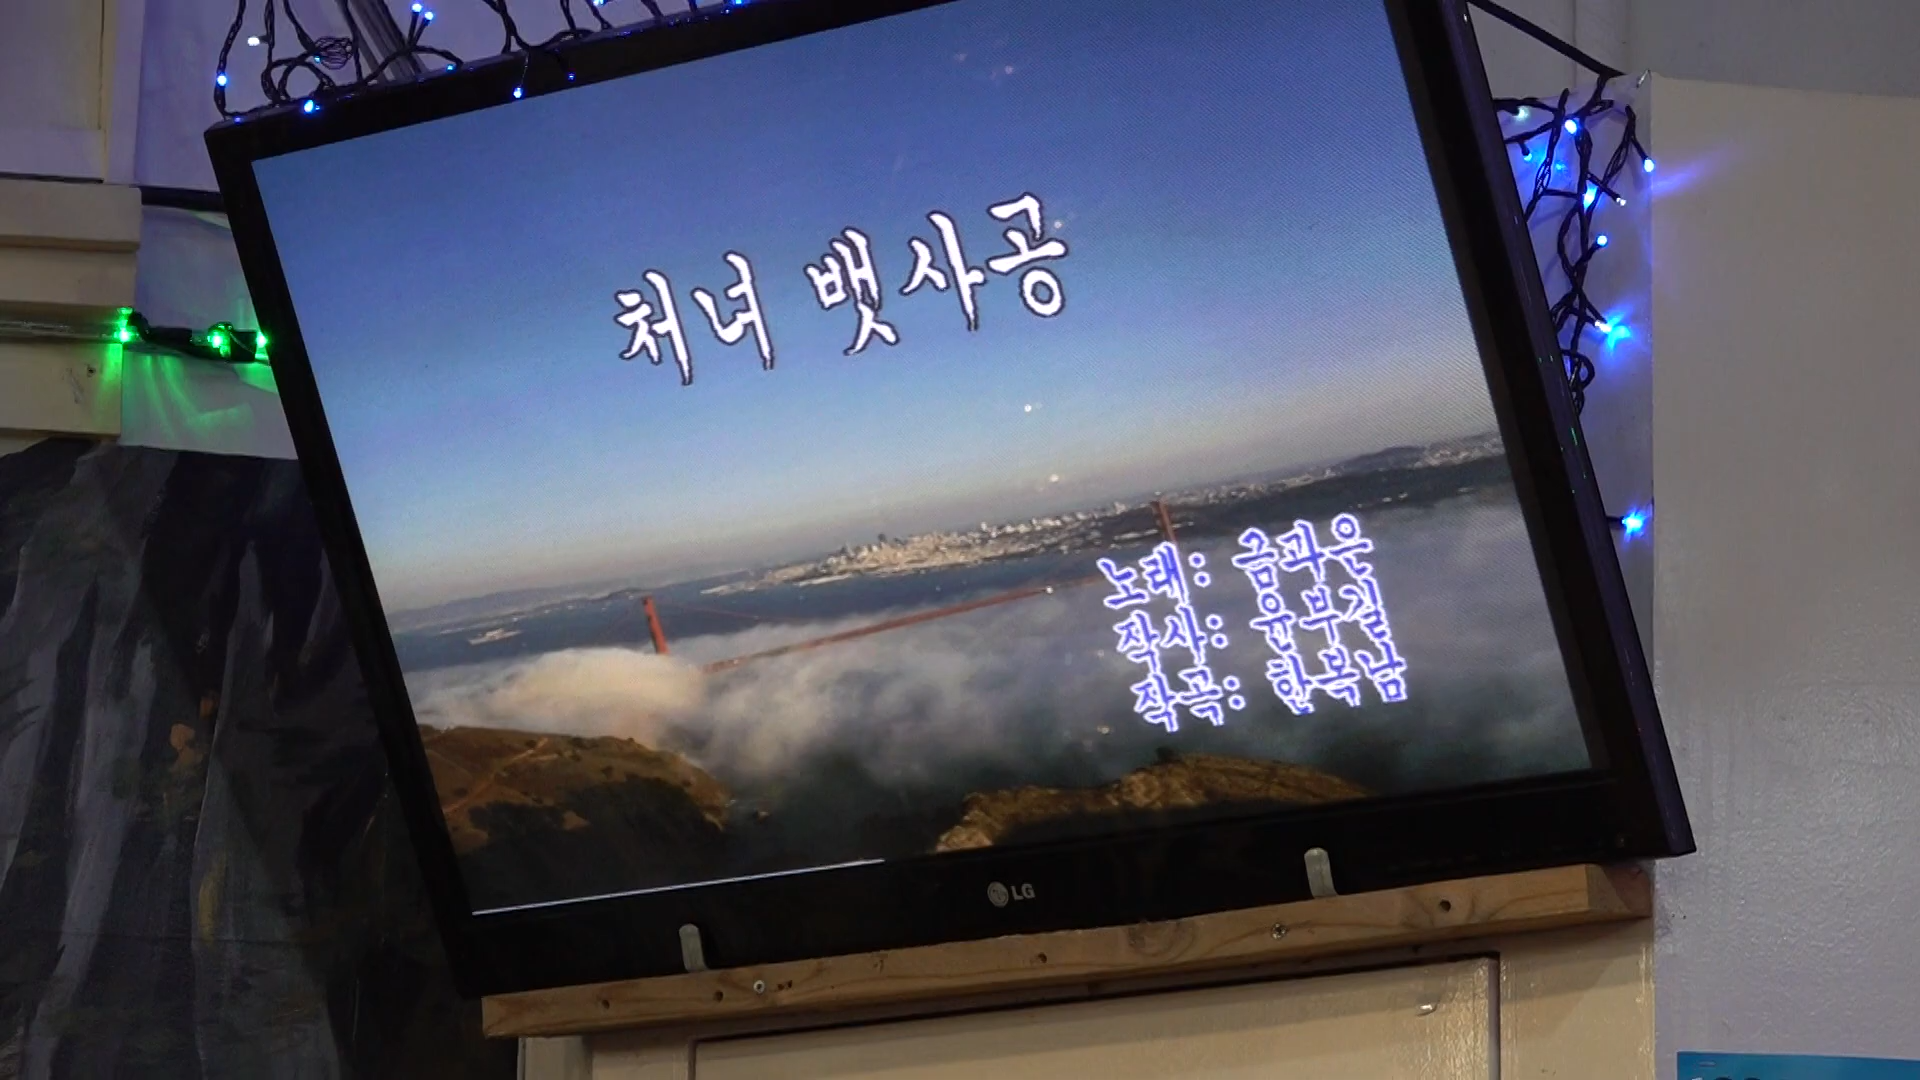 처녀 뱃사공
노래: 금과은
작사: 윤부길
작곡: 한복남
LG